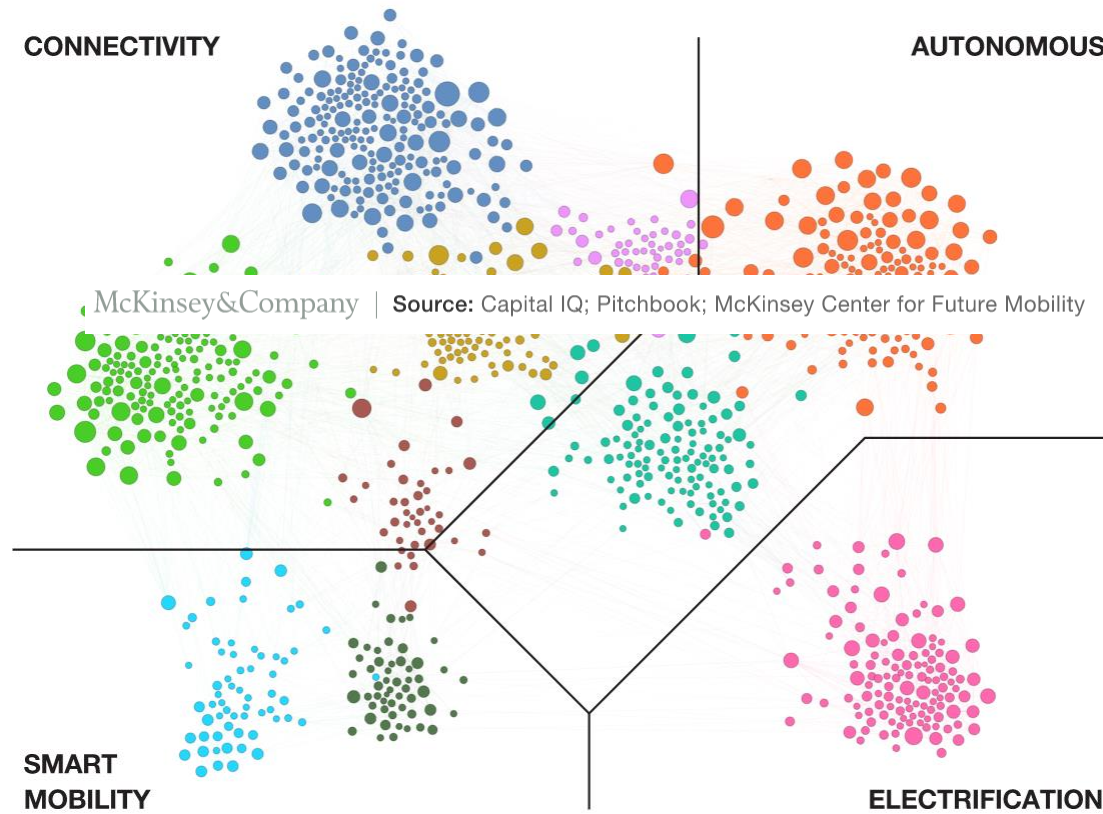 CONNECTIVITY
AUTONOMOUS
McKinsey&Company | Source: Capital IQ; Pitchbook; McKinsey Center for Future Mobility
SMART
MOBILITY
ELECTRIFICATION